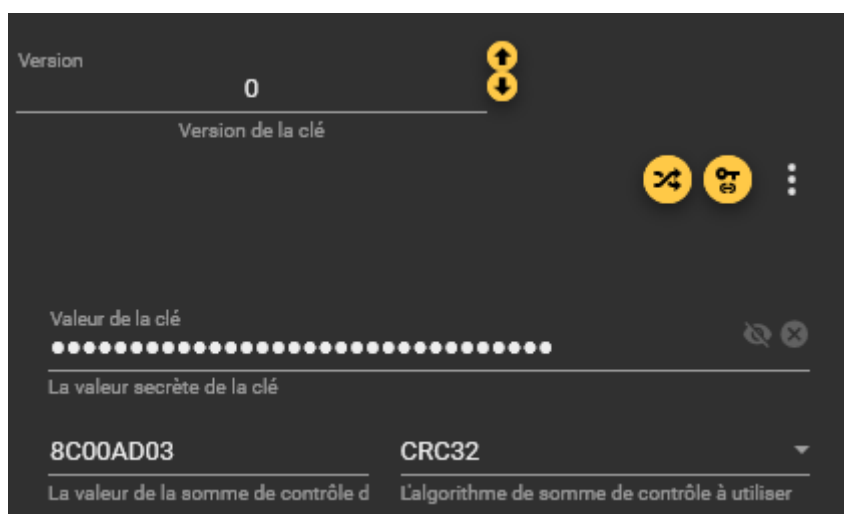 Version
0
Version de la clé
Valeur de la clé
••••••••••••••••••••••••••••••••
La valeur secrète de la clé
8C00AD03 CRC32
La valeur de la somme de contrôle d L'algorithme de somme de contrôle à utiliser